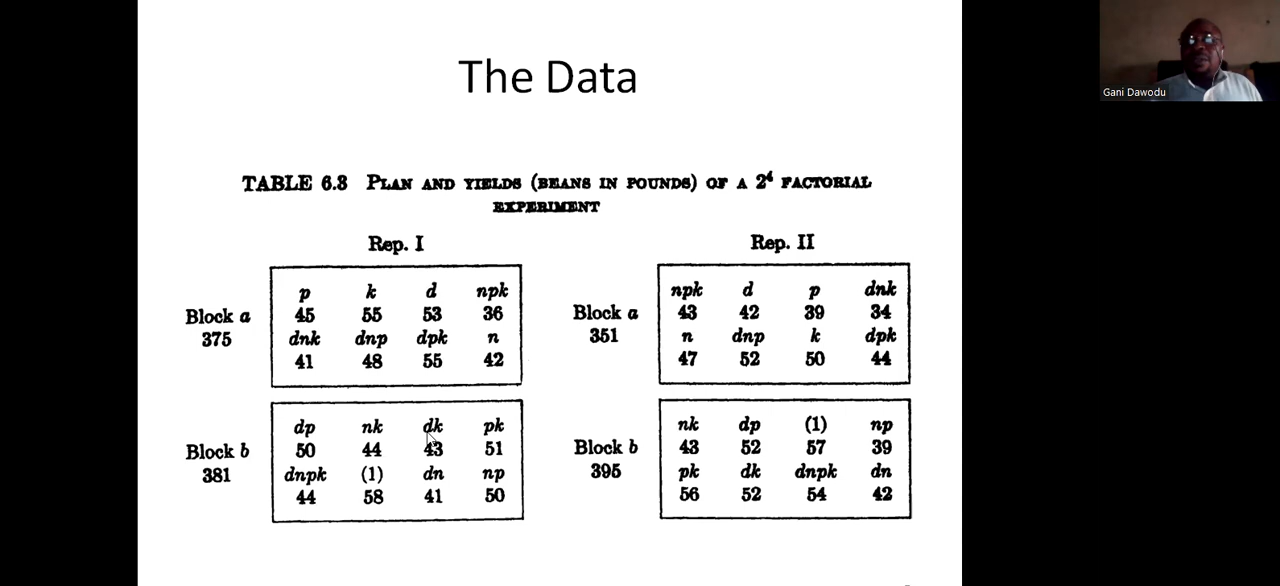 The Data
Gani Dawodu
TABLE 6.3 PLAN AND YIELDS (BEANS IN POUNDS) OF A 2⁴ FACTORIAL
EXPERIMENT
Rep. I
p k d npk
Block a 45 55 53 36
375 dnk dnp dpk n
41 48 55 42
dp nk dk pk
Block b 50 44 43 51
381 dnpk (1) dn np
44 58 41 50
Rep. II
npk d p dnk
Block a 43 42 39 34
351 n dnp k dpk
47 52 50 44
nk dp (1) np
Block b 43 52 57 39
395 pk dk dnpk dn
56 52 54 42